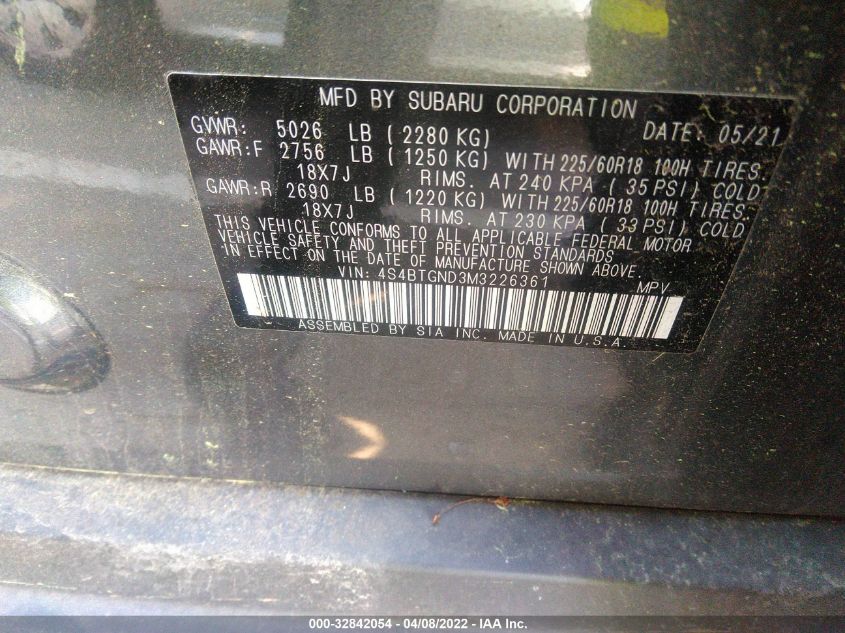 MFD BY SUBARU CORPORATION
GVWR: 5026 LB ( 2280 KG) DATE: 05/21
GAWR:F 2756 LB ( 1250 KG) WITH 225/60R18 100H TIRES.
18X7J RIMS. AT 240 KPA ( 35 PSI) COLD
GAWR:R 2690 LB ( 1220 KG) WITH 225/60R18 100H TIRES.
18X7J RIMS. AT 230 KPA ( 33 PSI) COLD
THIS VEHICLE CONFORMS TO ALL APPLICABLE FEDERAL MOTOR
VEHICLE SAFETY AND THEFT PREVENTION STANDARDS
IN EFFECT ON THE DATE OF MANUFACTURE SHOWN ABOVE.
VIN: 4S4BTGND3M3226361 MPV
ASSEMBLED BY SIA INC. MADE IN U.S.A.
000-32842054 - 04/08/2022 - IAA Inc.